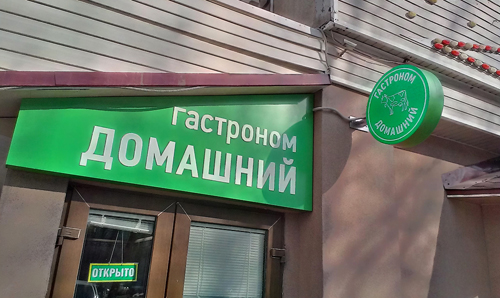 Гастроном
ДОМАШНИЙ
ГАСТРОНОМ
ДОМАШНИЙ
ОТКРЫТО